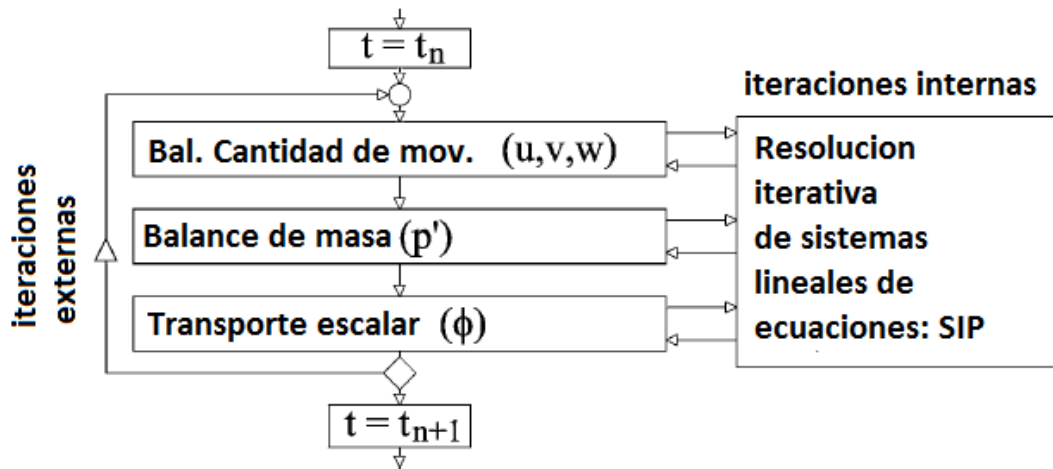 t = tn
iteraciones internas
Bal. Cantidad de mov. (u,v,w)
Balance de masa (p')
Transporte escalar (ϕ)
t = tn+1
iteraciones
externas
Resolucion
iterativa
de sistemas
lineales de
ecuaciones: SIP